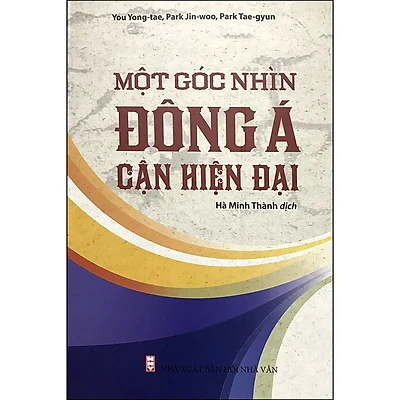 You Yong-tae, Park Jin-woo, Park Tae-gyun
MỘT GÓC NHÌN
ĐÔNG Á
CẬN HIỆN ĐẠI
Hà Minh Thành dịch
NHÀ XUẤT BẢN HỘI NHÀ VĂN